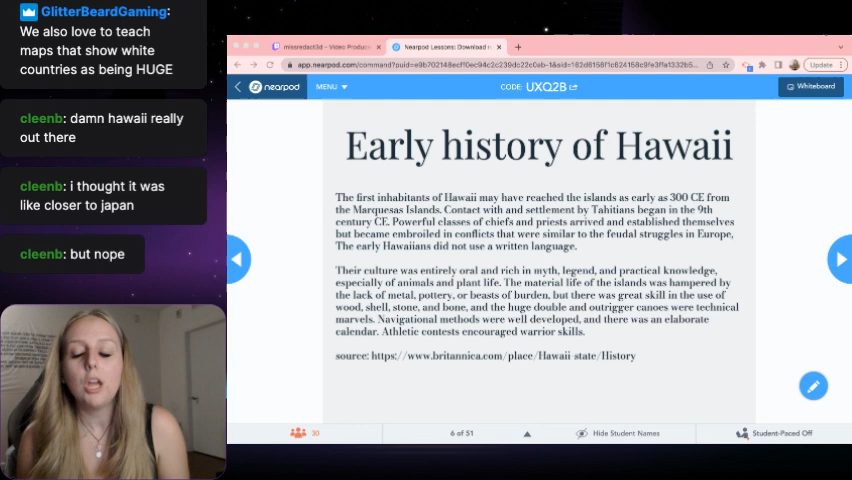 GlitterBeardGaming:
We also love to teach
maps that show white
countries as being HUGE
cleenb: damn hawaii really
out there
cleenb: i thought it was
like closer to japan
cleenb: but nope
missredact3d - Video Produce
Nearpod Lessons: Download r
Update
nearpod
MENU
CODE: UXQ2B
Whiteboard
Early history of Hawaii
The first inhabitants of Hawaii may have reached the islands as early as 300 CE from
the Marquesas Islands. Contact with and settlement by Tahitians began in the 9th
century CE. Powerful classes of chiefs and priests arrived and established themselves
but became embroiled in conflicts that were similar to the feudal struggles in Europe,
The early Hawaiians did not use a written language.
Their culture was entirely oral and rich in myth, legend, and practical knowledge,
especially of animals and plant life. The material life of the islands was hampered by
the lack of metal, pottery, or beasts of burden, but there was great skill in the use of
wood, shell, stone, and bone, and the huge double and outrigger canoes were technical
marvels. Navigational methods were well developed, and there was an elaborate
calendar. Athletic contests encouraged warrior skills.
source: https://www.britannica.com/place/Hawaii-state/History
30
6 of 51
Hide Student Names
Student-Paced Off